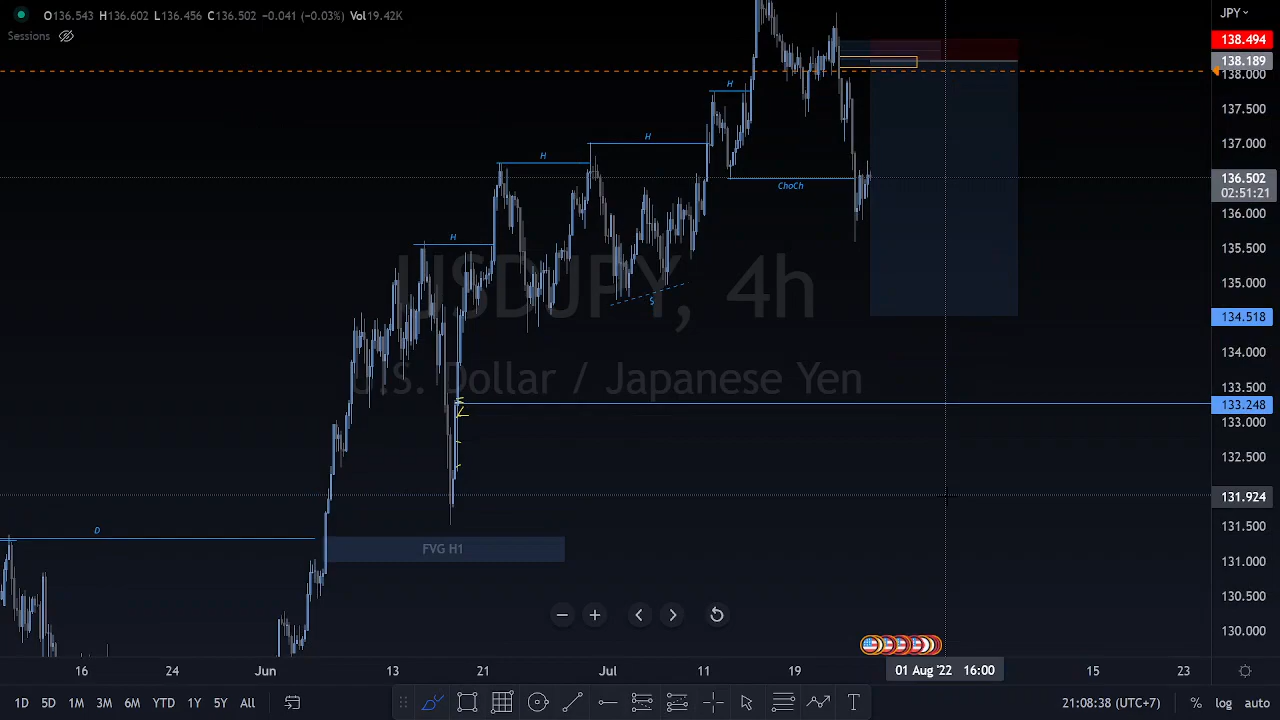 O136.543 H136.602 L136.456 C136.502 −0.041 (−0.03%) Vol19.42K
JPY
Sessions
138.494
138.189
138.000
137.500
137.000
136.502
02:51:21
136.000
135.500
135.000
134.518
134.000
133.500
133.248
133.000
132.500
131.924
131.500
131.000
130.500
130.000
H
H
H
H
ChoCh
$
USDJPY, 4h
U.S. Dollar / Japanese Yen
D
FVG H1
16
24
Jun
13
21
Jul
11
19
01 Aug '22 16:00
15
23
1D 5D 1M 3M 6M YTD 1Y 5Y All
T
21:08:38 (UTC+7)
% log auto